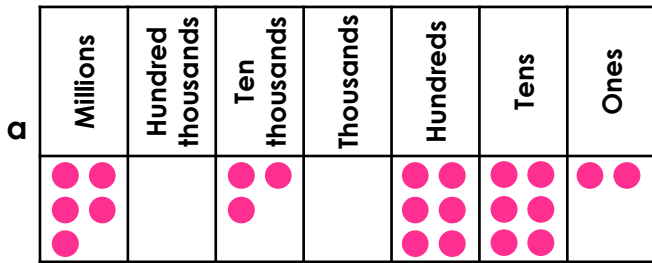 a
Millions
Hundred
thousands
Ten
thousands
Thousands
Hundreds
Tens
Ones